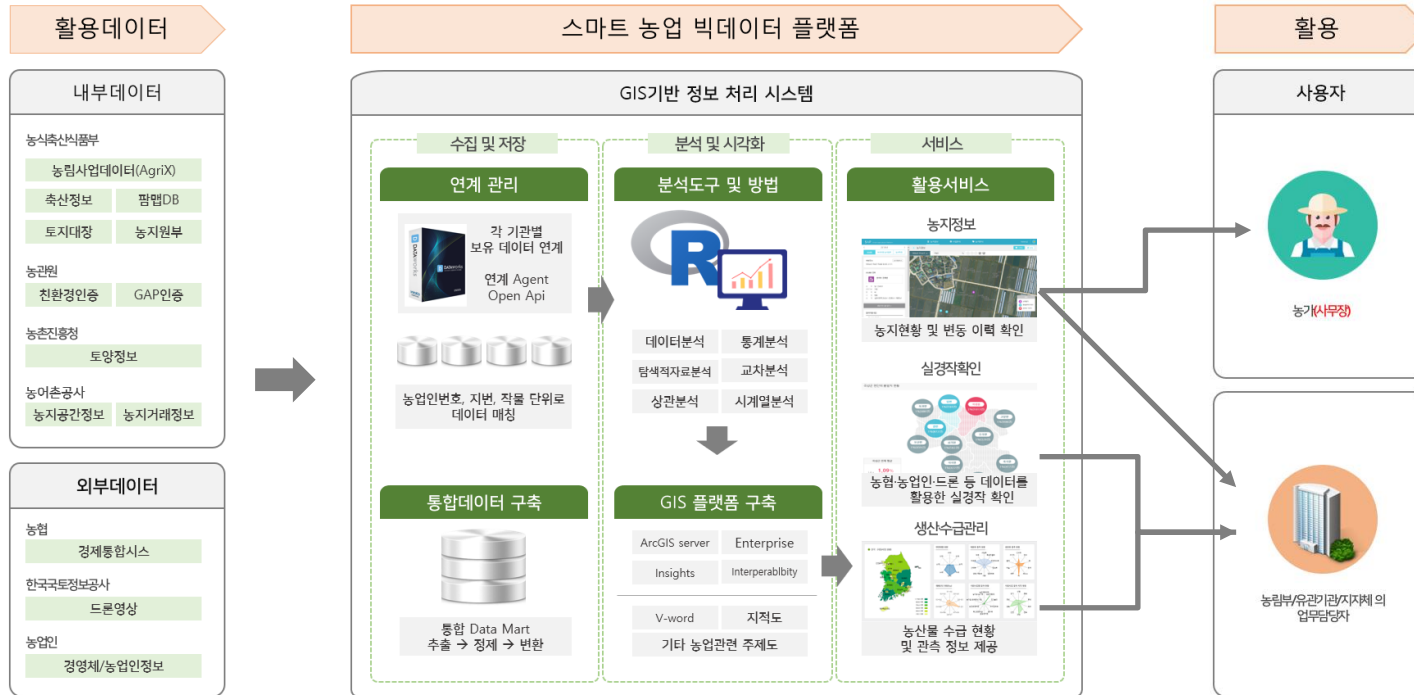 활용데이터
스마트 농업 빅데이터 플랫폼
활용
내부데이터
농식축산식품부
농림사업데이터(AgriX)
축산정보
팜맵DB
토지대장
농지원부
농관원
친환경인증
GAP인증
농촌진흥청
토양정보
농어촌공사
농지공간정보
농지거래정보
외부데이터
농협
경제통합시스
한국국토정보공사
드론영상
농업인
경영체/농업인정보
GIS기반 정보 처리 시스템
수집 및 저장
연계 관리
각 기관별
보유 데이터 연계
연계 Agent
Open Api
농업인번호, 지번, 작물 단위로
데이터 매칭
통합데이터 구축
통합 Data Mart
추출 → 정제 → 변환
분석 및 시각화
분석도구 및 방법
R
데이터분석
통계분석
탐색적자료분석
교차분석
상관분석
시계열분석
GIS 플랫폼 구축
ArcGIS server
Enterprise
Insights
Interperablbity
V-word
지적도
기타 농업관련 주제도
서비스
활용서비스
농지정보
농지현황 및 변동 이력 확인
실경작확인
농협·농업인·드론 등 데이터를
활용한 실경작 확인
생산·수급관리
농산물 수급 현황
및 관측 정보 제공
사용자
농가(사무장)
농림부/유관기관/지자체 의
업무담당자